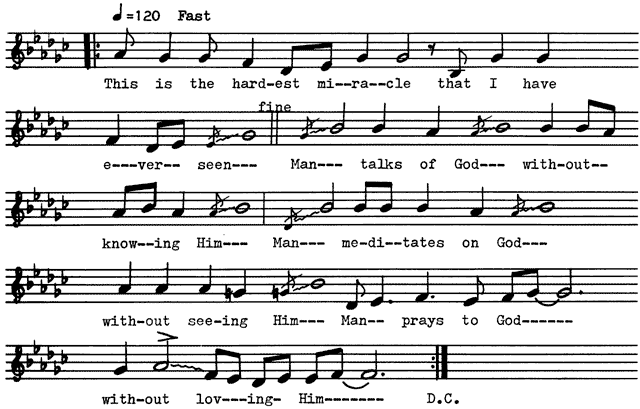 ♩=120 Fast
This is the hard-est mi--ra--cle that I have
fine
e---ver-- seen--- Man--- talks of God--- with-out--
know--ing Him--- Man--- me-di--tates on God---
with-out see-ing Him--- Man-- prays to God------
with-out lov---ing- Him------- D.C.